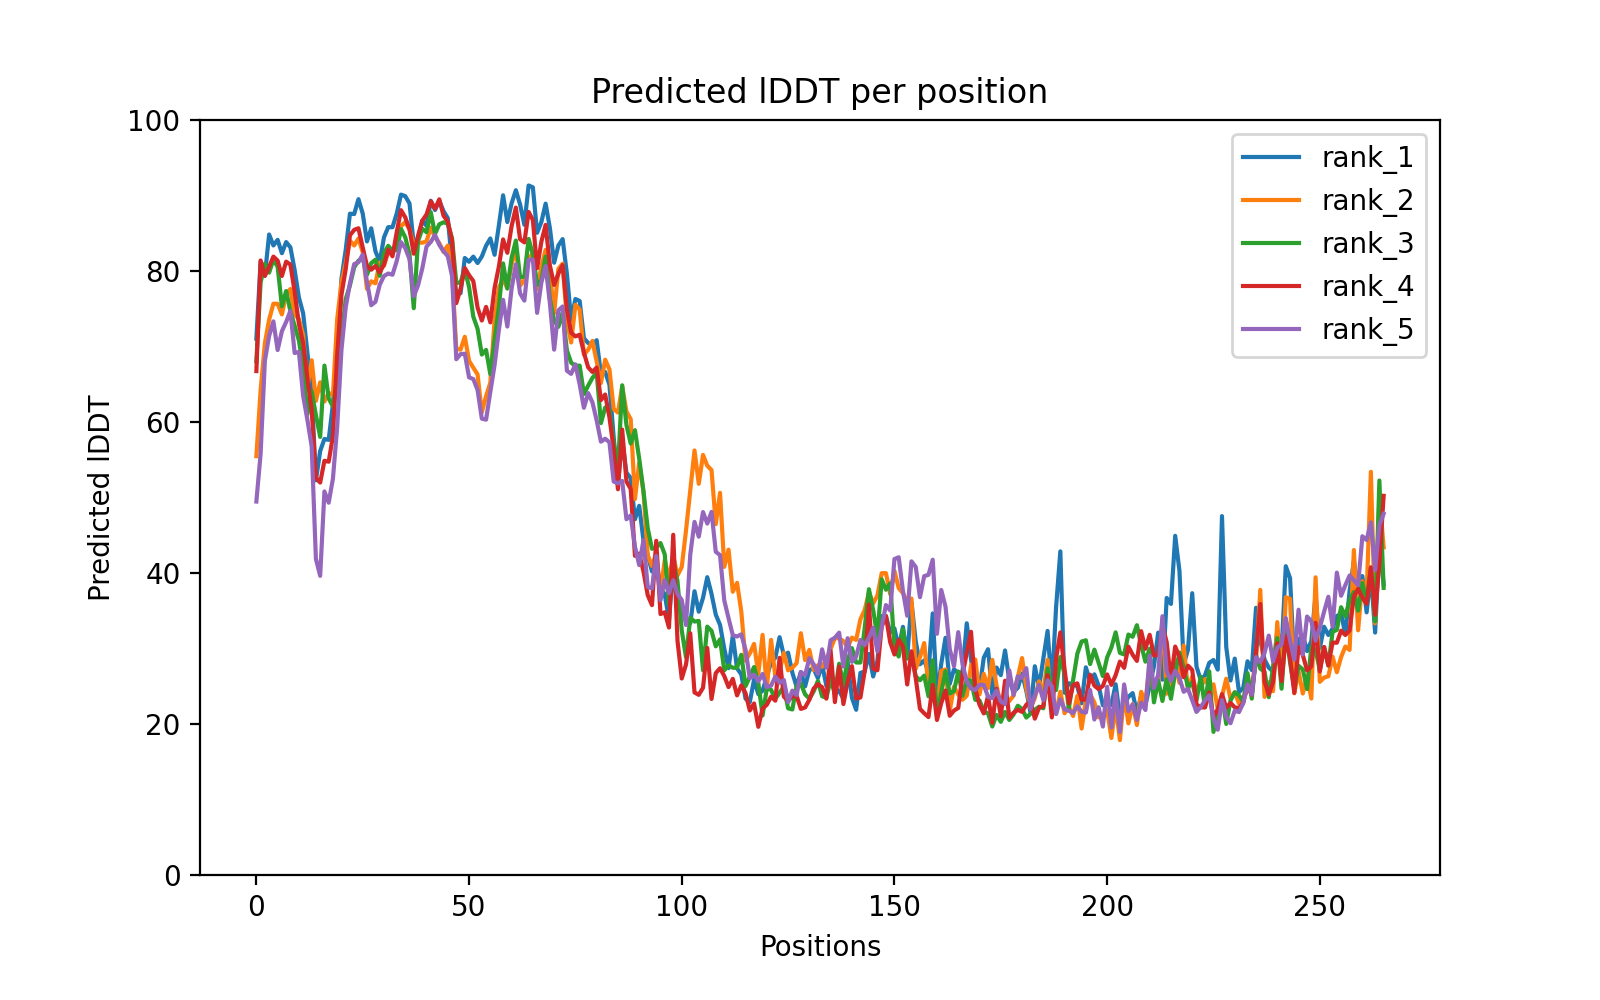 Predicted lDDT per position
100
80
60
40
20
0
Predicted lDDT
0 50 100 150 200 250
Positions
rank_1
rank_2
rank_3
rank_4
rank_5